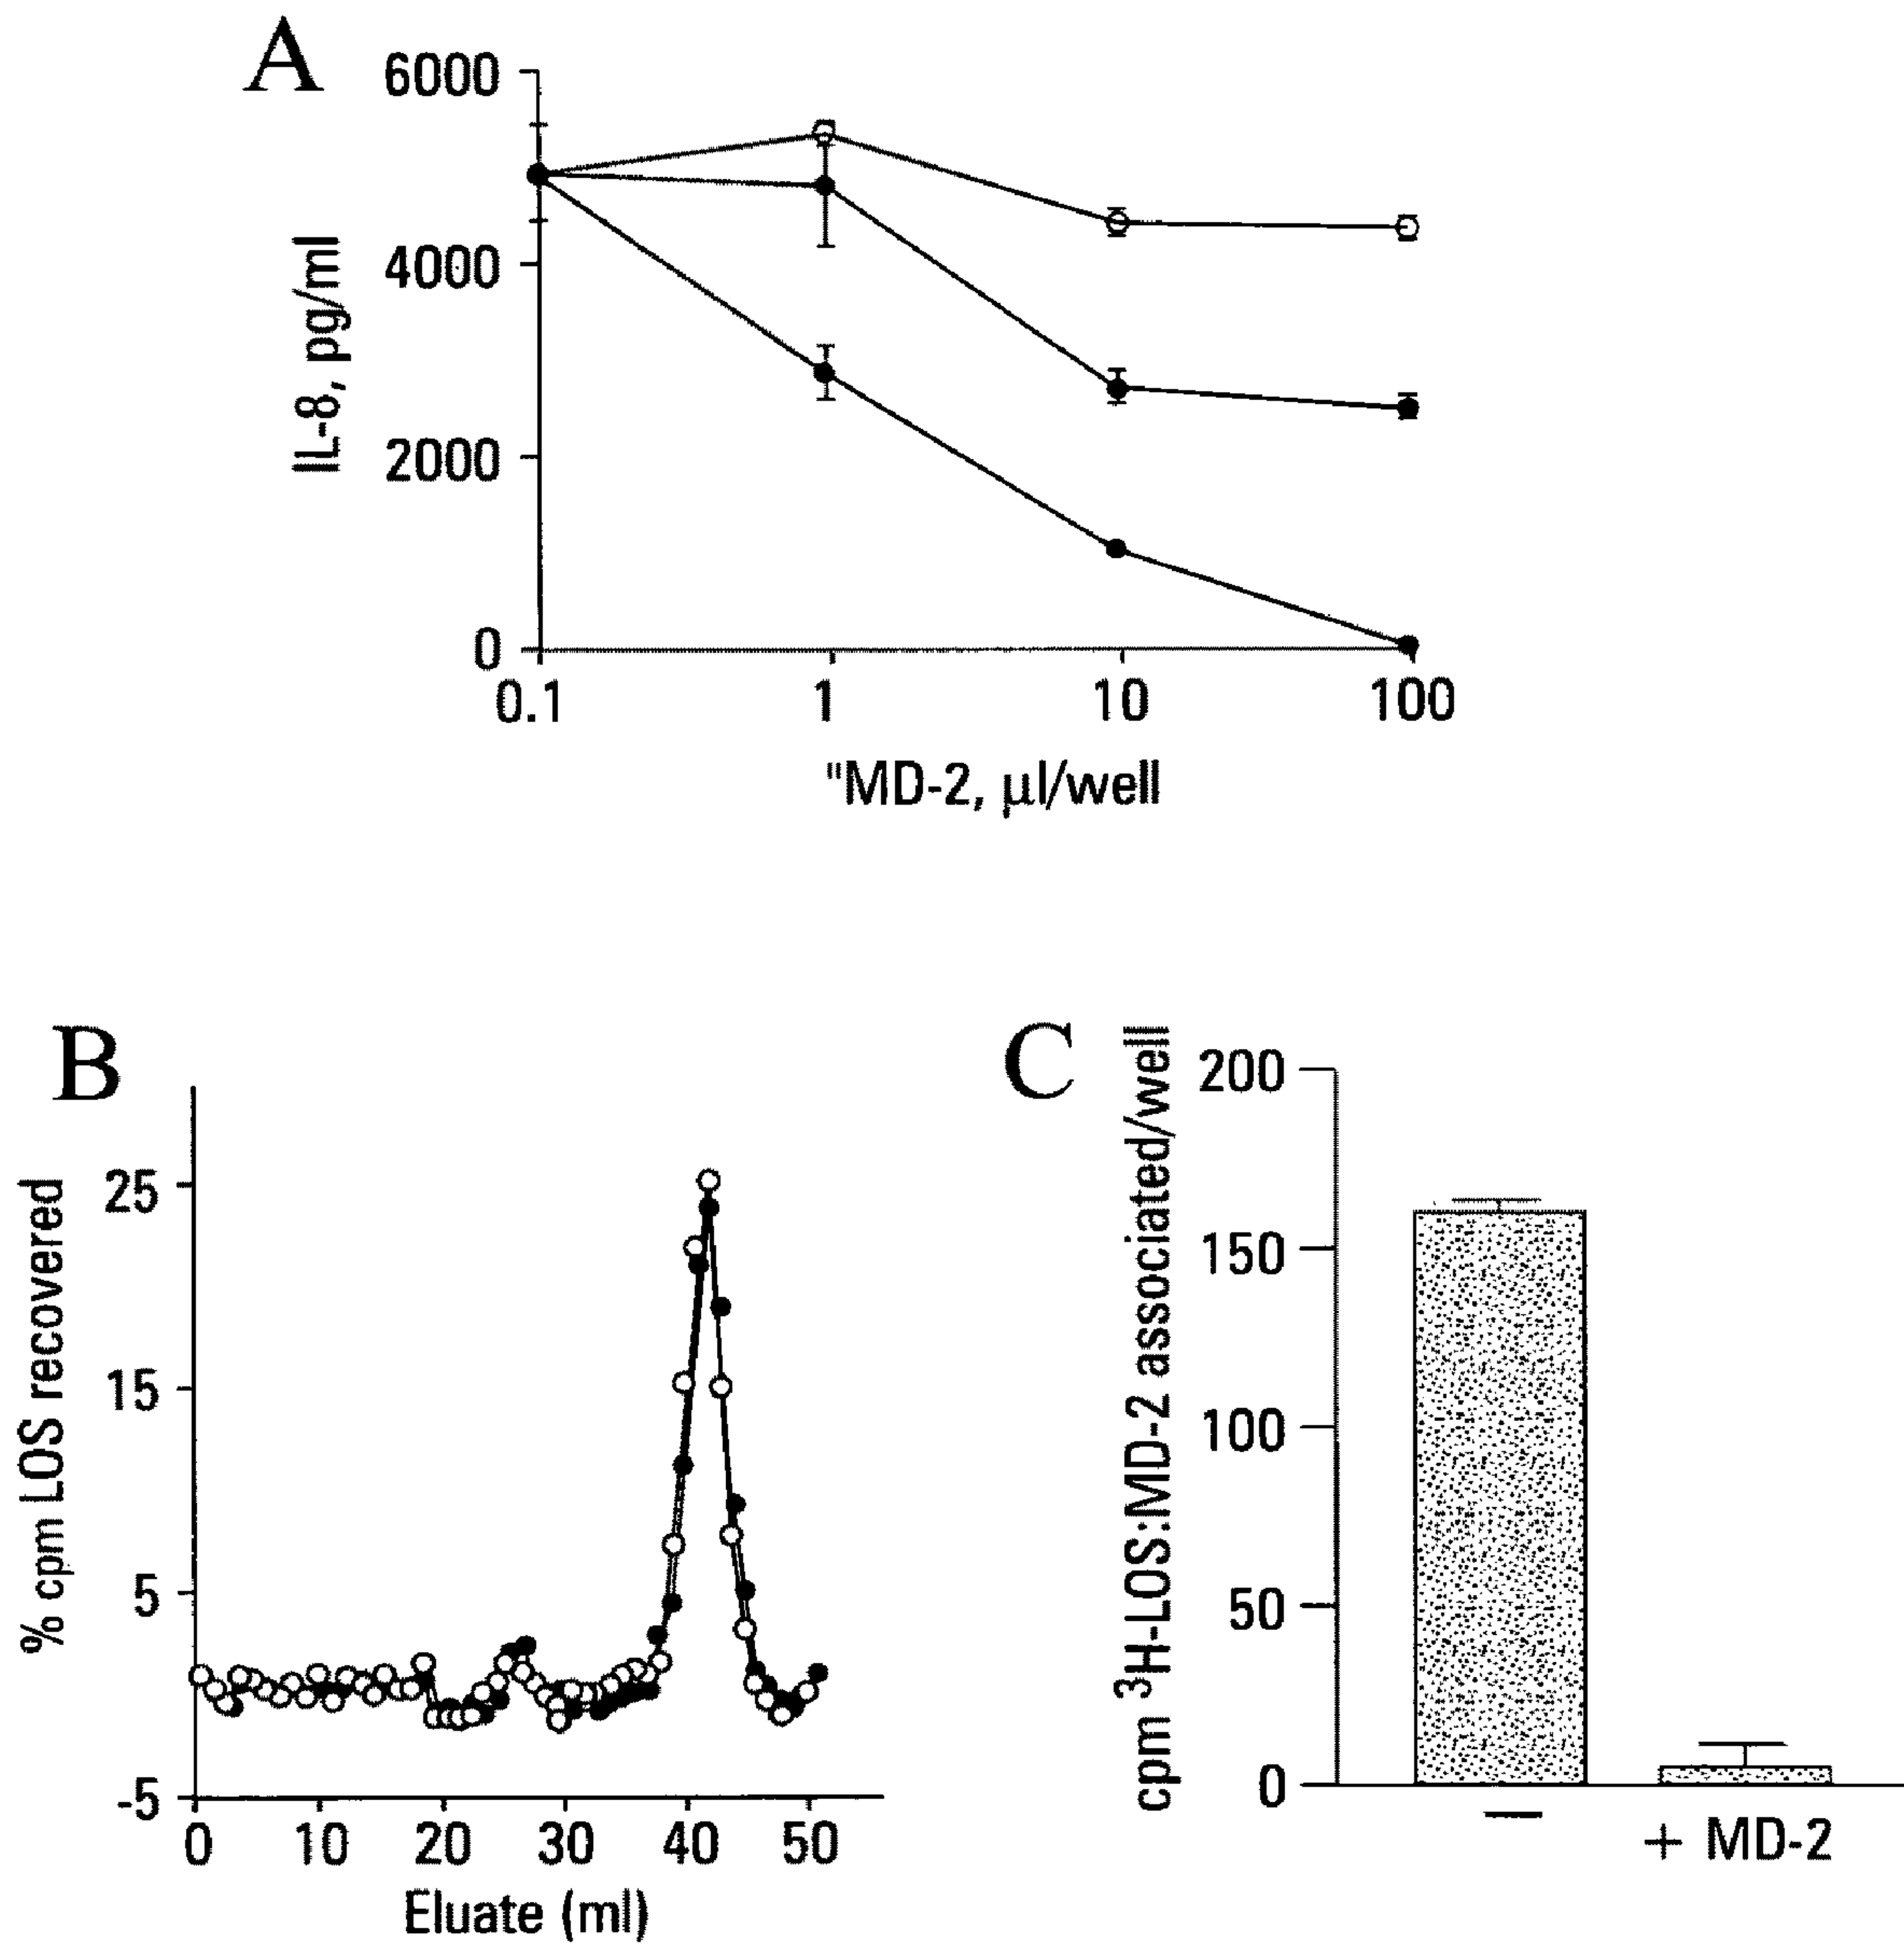 A
6000
4000
2000
0
IL-8, pg/ml
0.1 1 10 100
"MD-2, μl/well
B
25
15
5
-5
% cpm LOS recovered
0 10 20 30 40 50
Eluate (ml)
C
200
150
100
50
0
cpm ³H-LOS:MD-2 associated/well
— + MD-2